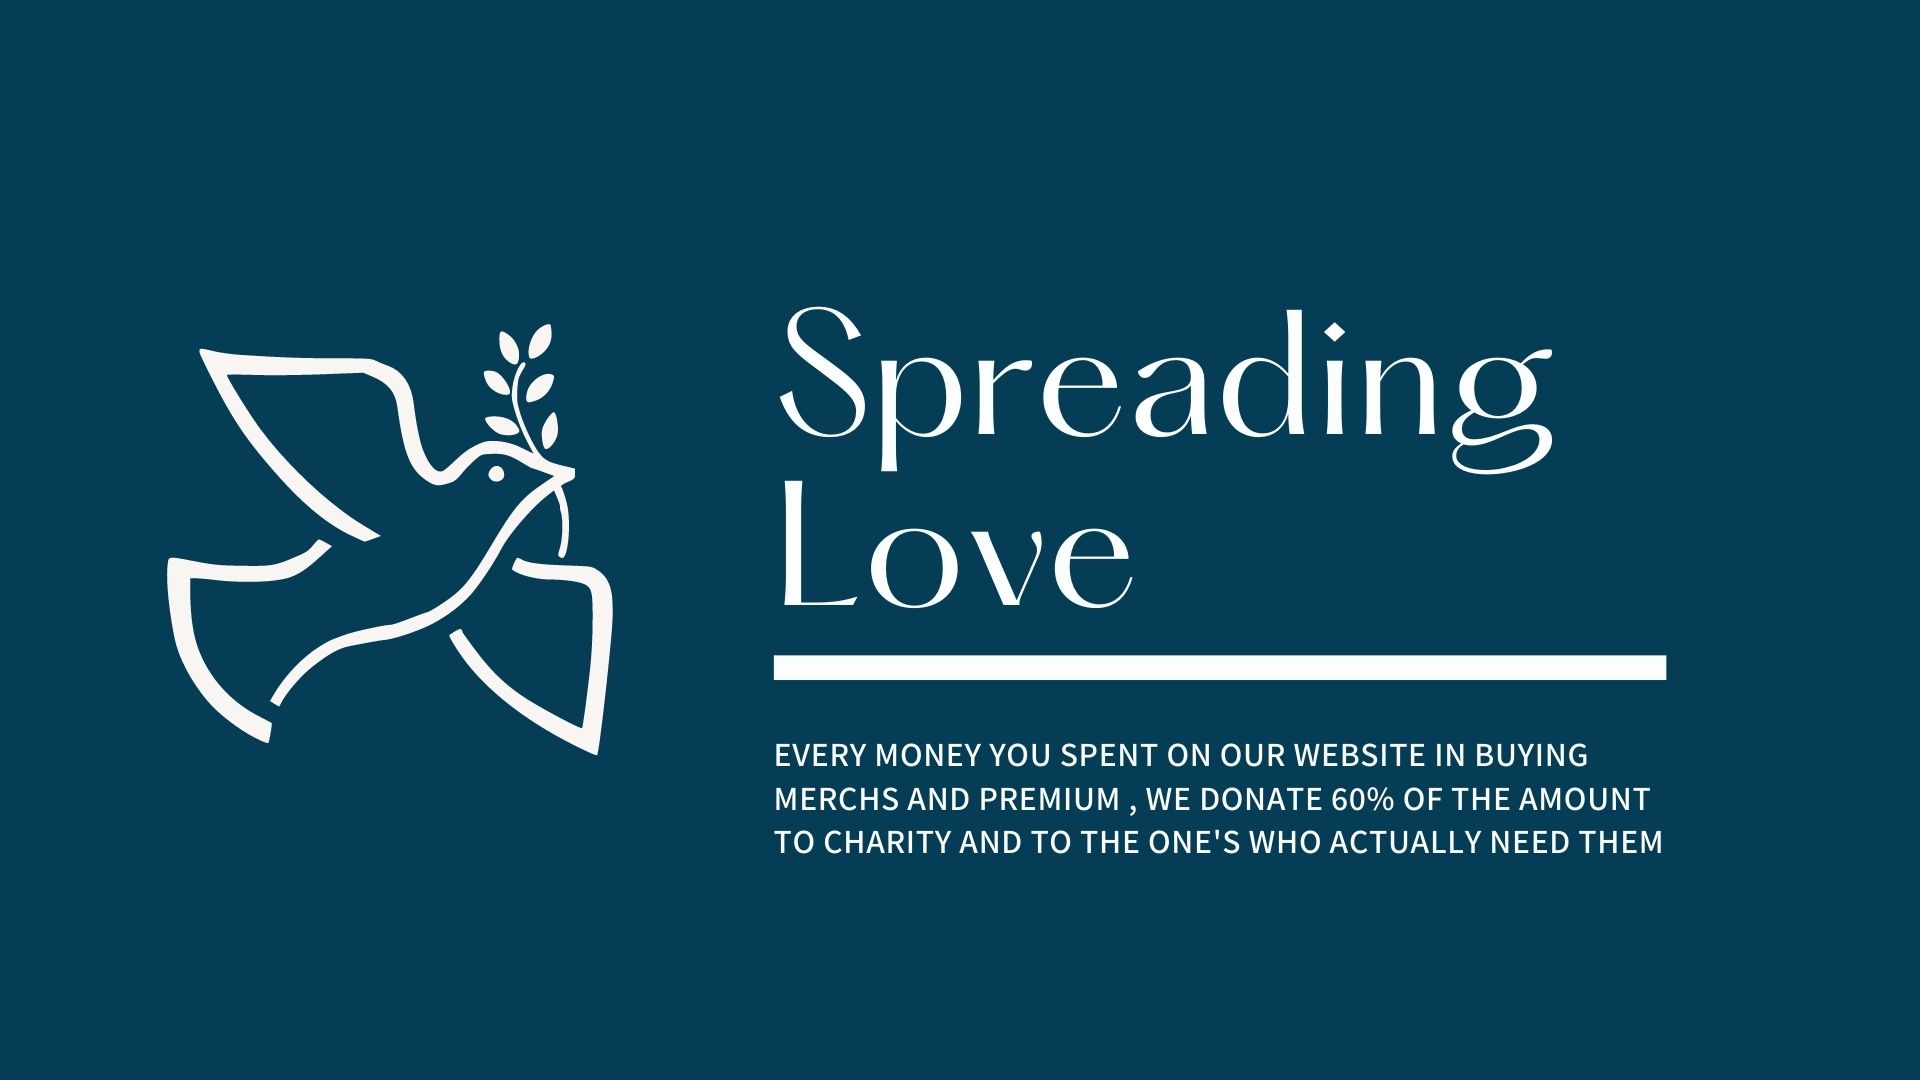 Spreading
Love
EVERY MONEY YOU SPENT ON OUR WEBSITE IN BUYING
MERCHS AND PREMIUM , WE DONATE 60% OF THE AMOUNT
TO CHARITY AND TO THE ONE'S WHO ACTUALLY NEED THEM